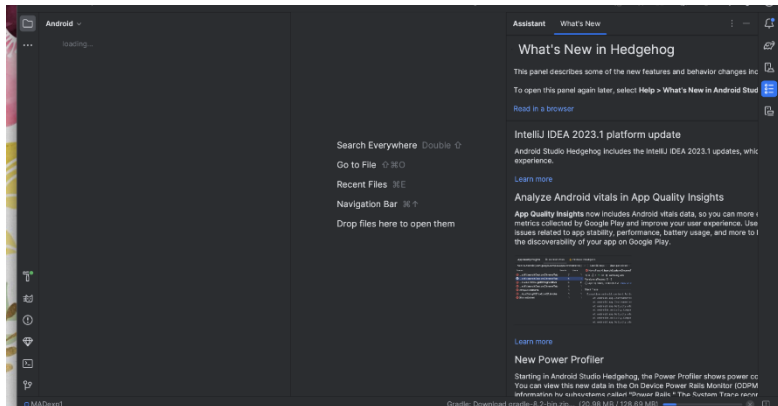 Android
loading...
Search Everywhere Double ⇧
Go to File ⇧⌘O
Recent Files ⌘E
Navigation Bar ⌘↑
Drop files here to open them
Assistant What's New
What's New in Hedgehog
This panel describes some of the new features and behavior changes inc
To open this panel again later, select Help > What's New in Android Stud
Read in a browser
IntelliJ IDEA 2023.1 platform update
Android Studio Hedgehog includes the IntelliJ IDEA 2023.1 updates, whic
experience.
Learn more
Analyze Android vitals in App Quality Insights
App Quality Insights now includes Android vitals data, so you can more e
metrics collected by Google Play and improve your user experience. Use
issues related to app stability, performance, battery usage, and more to l
the discoverability of your app on Google Play.
Learn more
New Power Profiler
Starting in Android Studio Hedgehog, the Power Profiler shows power co
You can view this new data in the On Device Power Rails Monitor (ODPM
information by subsystems called "Power Rails." The System Trace recor
MADexp1
Gradle: Download gradle-8.2-bin.zip... (20.98 MB / 128.69 MB)